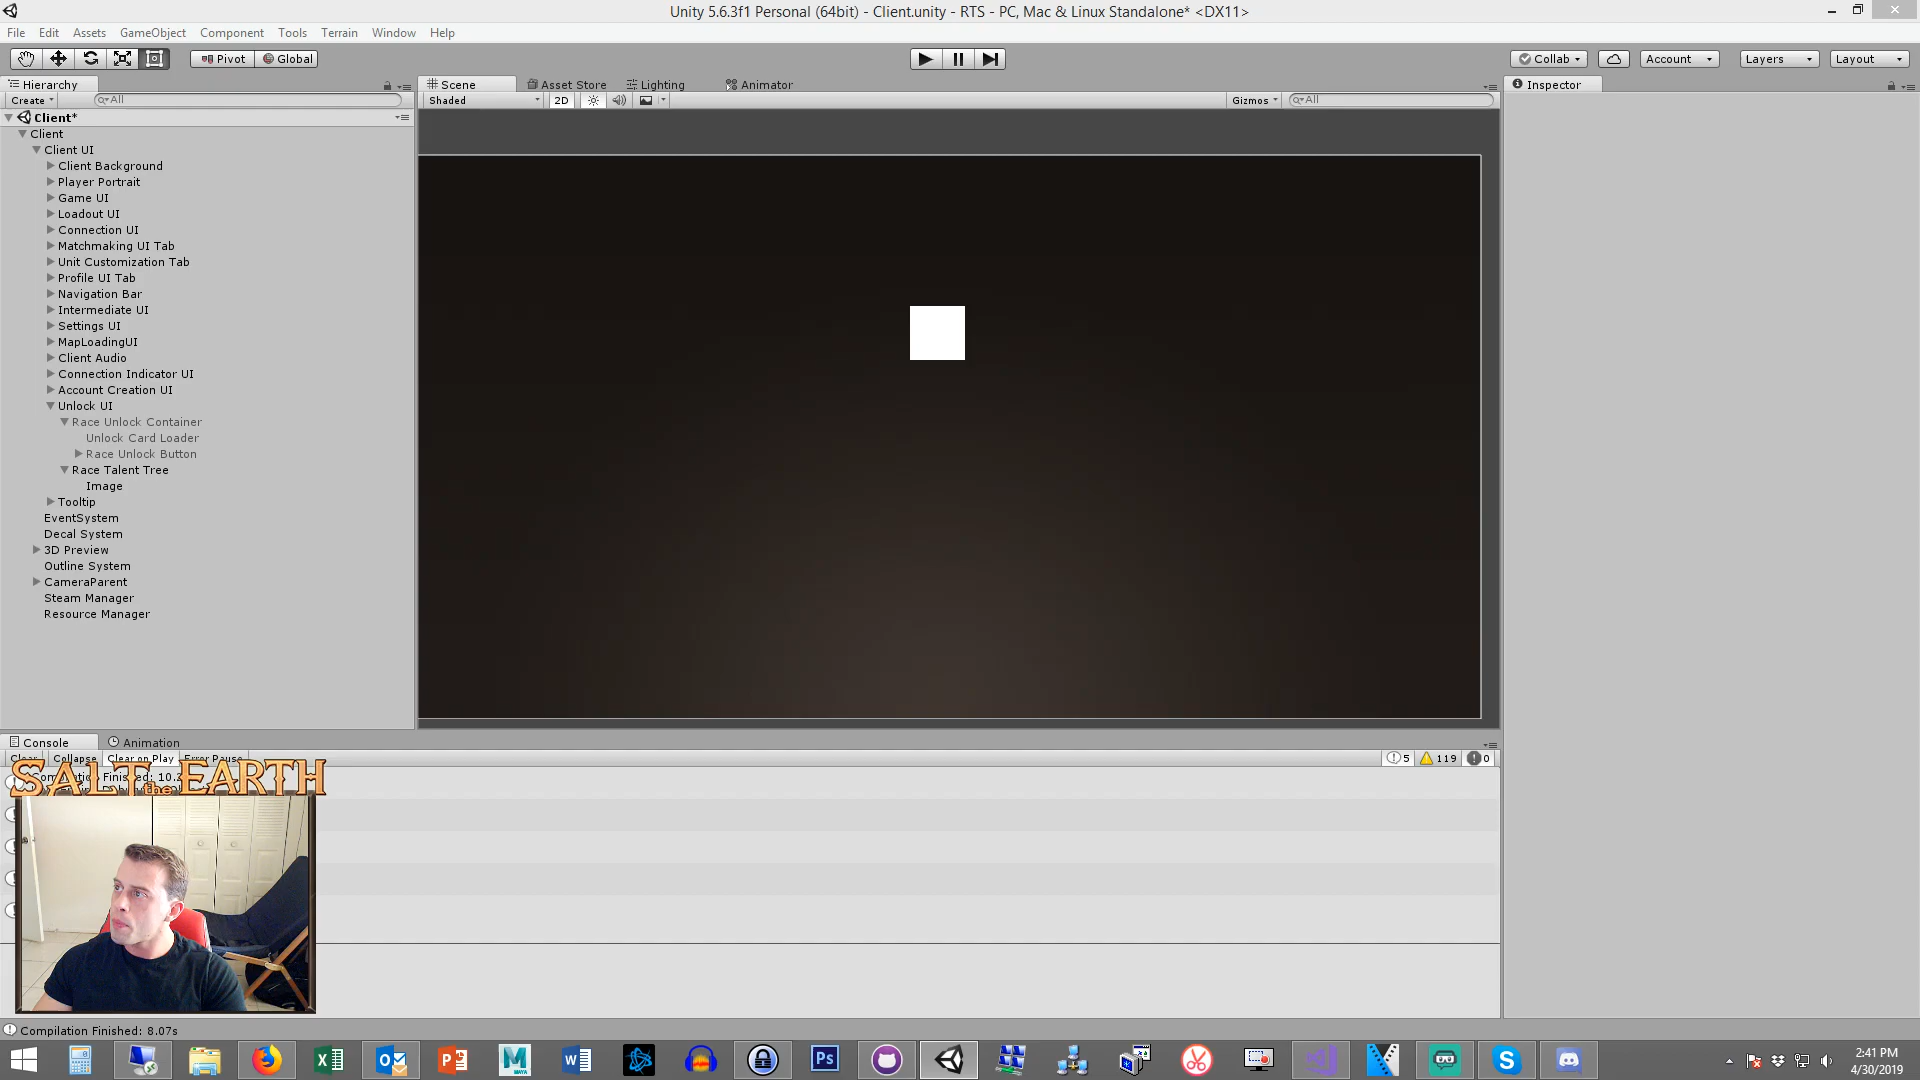 Unity 5.6.3f1 Personal (64bit) - Client.unity - RTS - PC, Mac & Linux Standalone* <DX11>
File Edit Assets GameObject Component Tools Terrain Window Help
Pivot Global Collab Account Layers Layout
Hierarchy
Create All
Client*
Client
Client UI
Client Background
Player Portrait
Game UI
Loadout UI
Connection UI
Matchmaking UI Tab
Unit Customization Tab
Profile UI Tab
Navigation Bar
Intermediate UI
Settings UI
MapLoadingUI
Client Audio
Connection Indicator UI
Account Creation UI
Unlock UI
Race Unlock Container
Unlock Card Loader
Race Unlock Button
Race Talent Tree
Image
Tooltip
EventSystem
Decal System
3D Preview
Outline System
CameraParent
Steam Manager
Resource Manager
Scene Asset Store Lighting Animator
Shaded 2D Gizmos All
Inspector
Console Animation
Clear Collapse Clear on Play Error Pause 5 119 0
SALT the EARTH
Compilation Finished: 8.07s
2:41 PM
4/30/2019